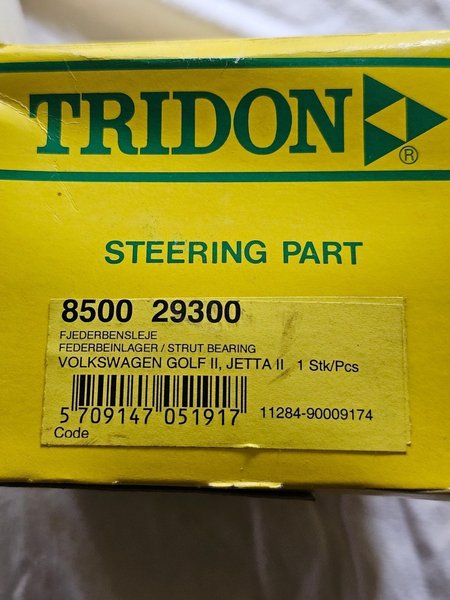 TRIDON
®
STEERING PART
8500 29300
FJEDERBENSLEJE
FEDERBEINLAGER / STRUT BEARING
VOLKSWAGEN GOLF II, JETTA II 1 Stk/Pcs
5 709147 051917 11284-90009174
Code